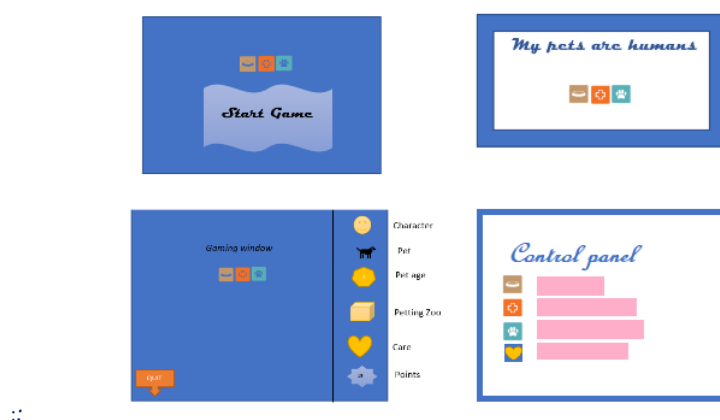 My pets are humans
Start Game
Gaming window
Character
Pet
Pet age
Petting Zoo
Care
Points
QUIT
Control panel